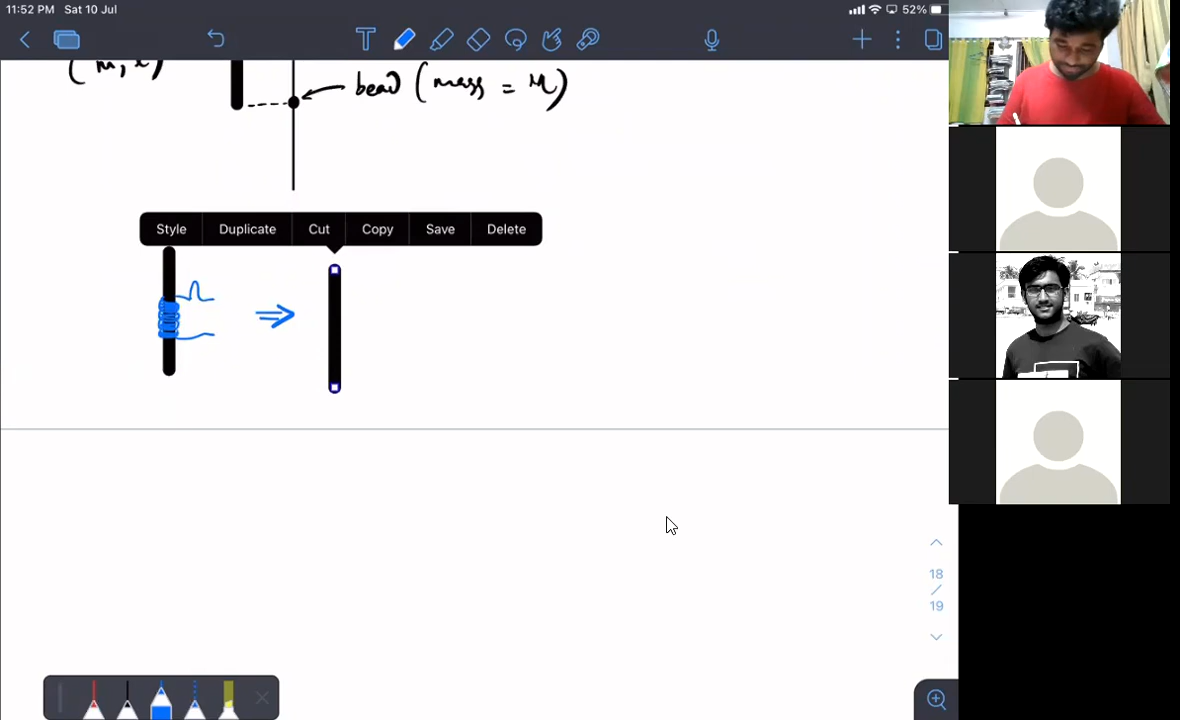 11:52 PM Sat 10 Jul 52%
bead (mass = M)
Style Duplicate Cut Copy Save Delete
18
/
19